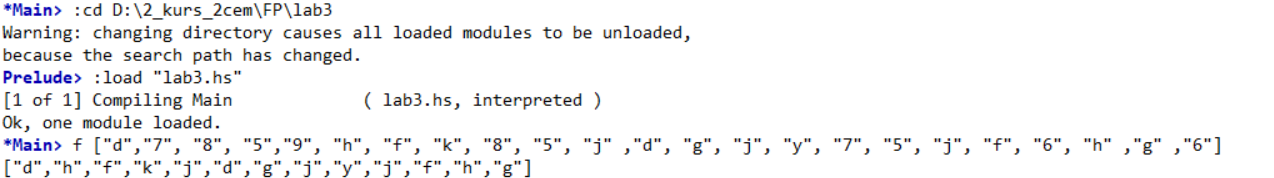 *Main> :cd D:\2_kurs_2cem\FP\lab3
Warning: changing directory causes all loaded modules to be unloaded,
because the search path has changed.
Prelude> :load "lab3.hs"
[1 of 1] Compiling Main             ( lab3.hs, interpreted )
Ok, one module loaded.
*Main> f ["d","7", "8", "5","9", "h", "f", "k", "8", "5", "j" ,"d", "g", "j", "y", "7", "5", "j", "f", "6", "h" ,"g" ,"6"]
["d","h","f","k","j","d","g","j","y","j","f","h","g"]